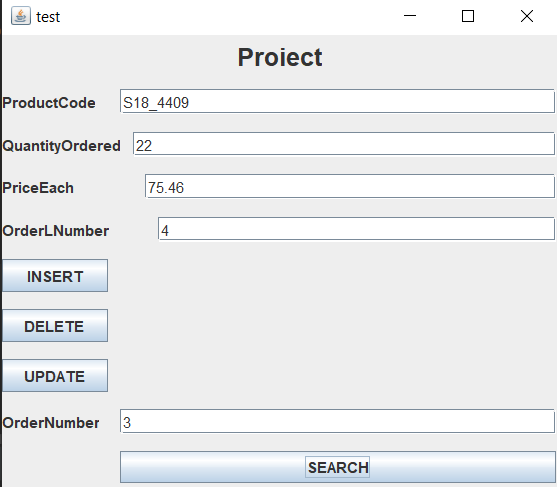 test
Proiect
ProductCode S18_4409
QuantityOrdered 22
PriceEach 75.46
OrderLNumber 4
INSERT
DELETE
UPDATE
OrderNumber 3
SEARCH